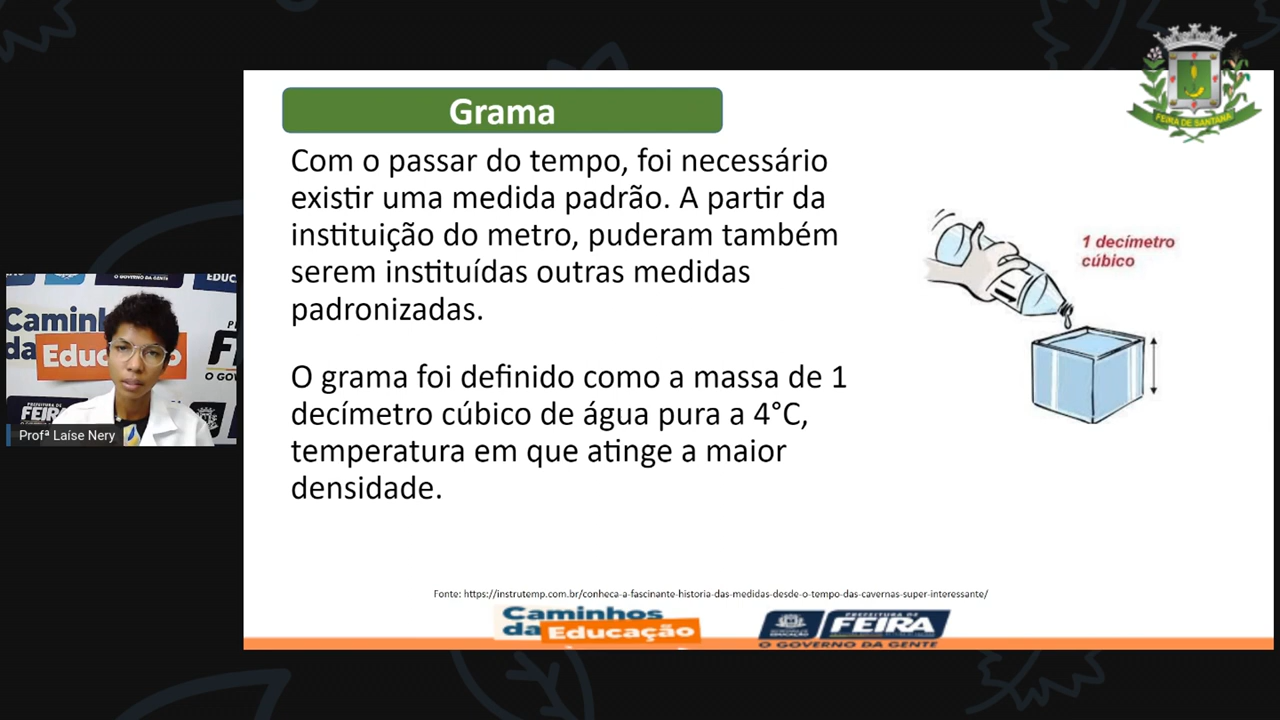 FEIRA DE SANTANA
Grama
Com o passar do tempo, foi necessário
existir uma medida padrão. A partir da
instituição do metro, puderam também
serem instituídas outras medidas
padronizadas.
1 decímetro
cúbico
O grama foi definido como a massa de 1
decímetro cúbico de água pura a 4°C,
temperatura em que atinge a maior
densidade.
Educação
FEIRA
Profª Laíse Nery
Fonte: https://instrutemp.com.br/conheca-a-fascinante-historia-das-medidas-desde-o-tempo-das-cavernas-super-interessante/
Caminhos
da Educação
PREFEITURA DE
FEIRA
O GOVERNO DA GENTE